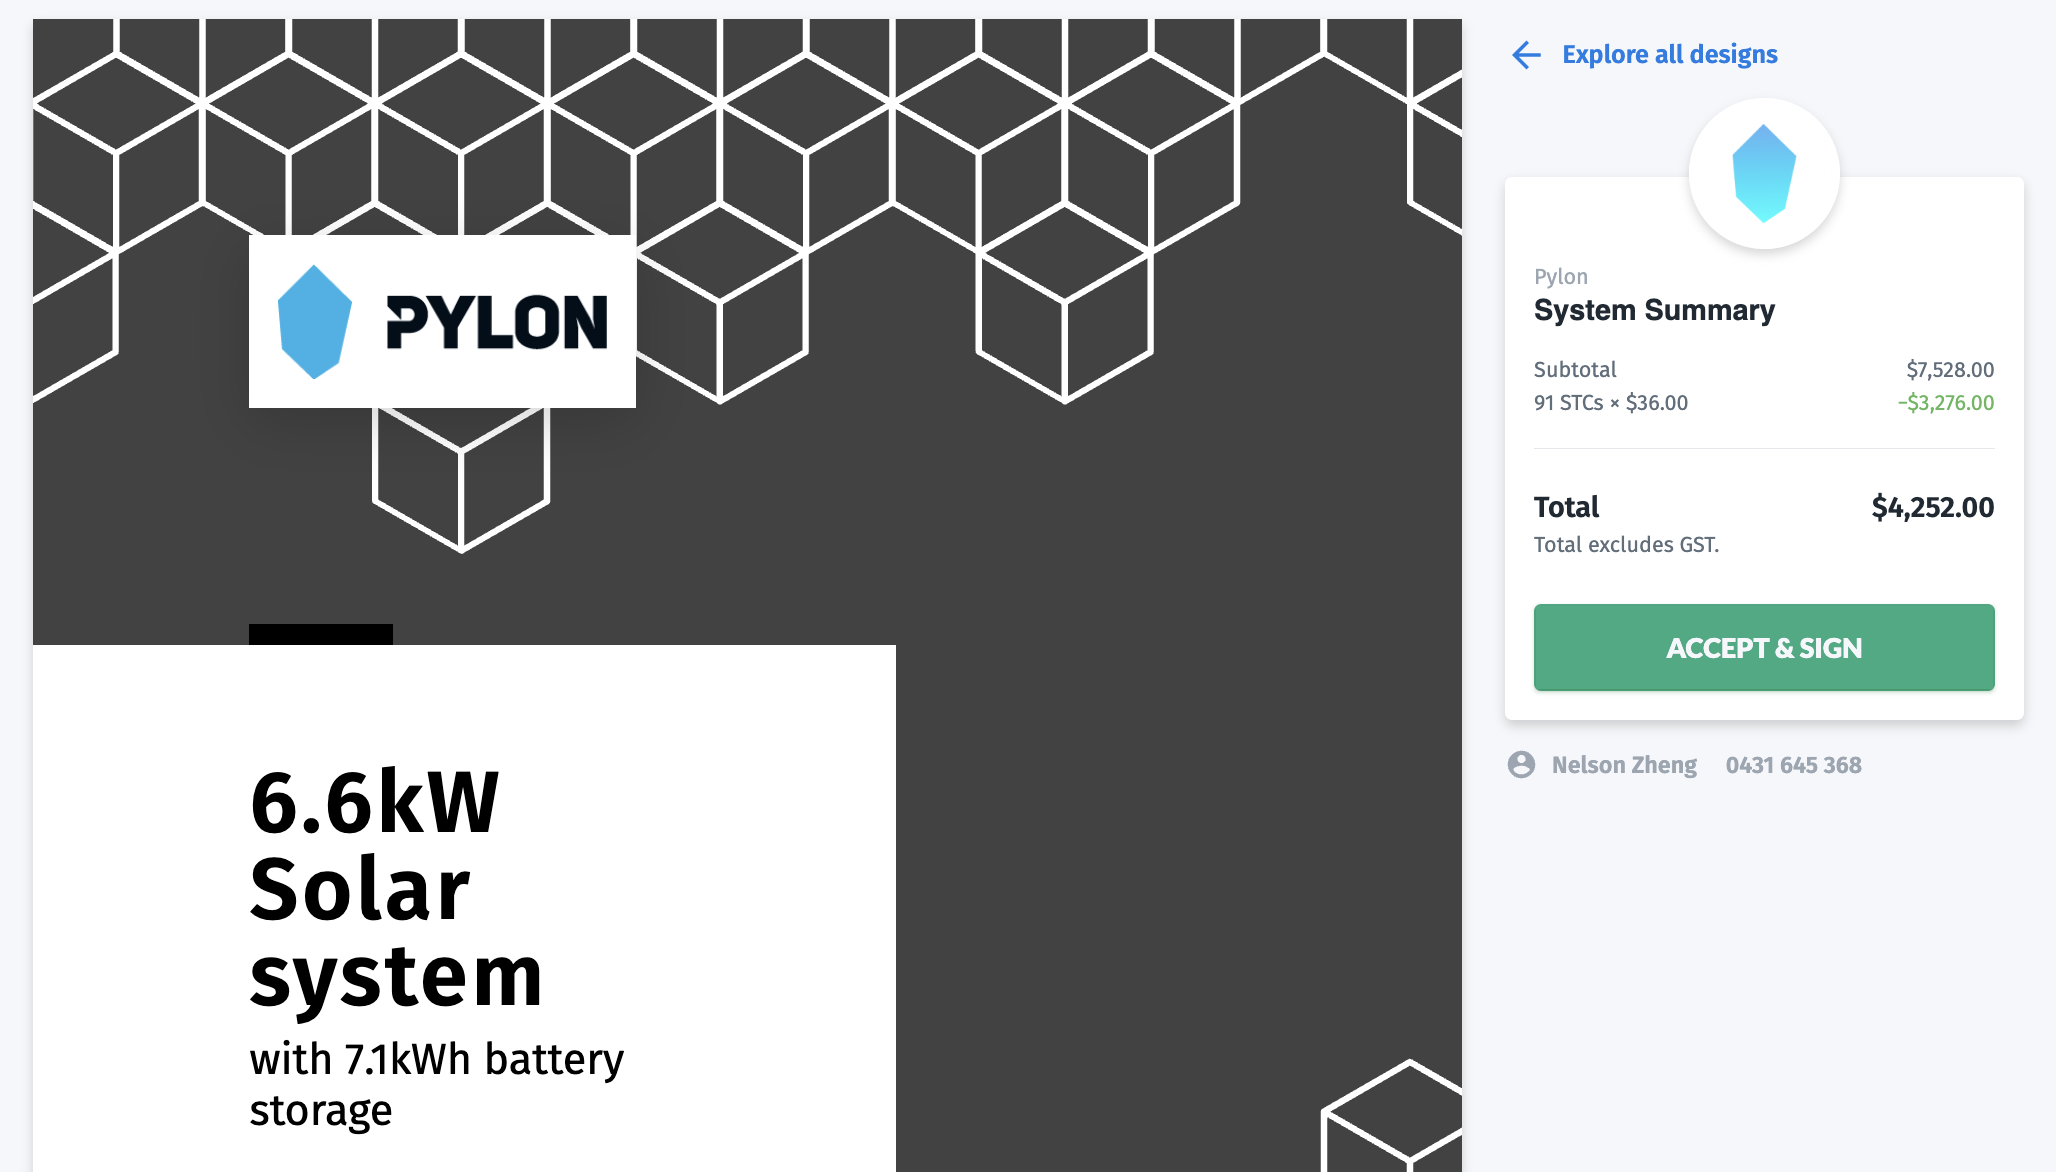 PYLON
6.6kW
Solar
system
with 7.1kWh battery
storage
Explore all designs
Pylon
System Summary
Subtotal $7,528.00
91 STCs × $36.00 −$3,276.00
Total $4,252.00
Total excludes GST.
ACCEPT & SIGN
Nelson Zheng 0431 645 368